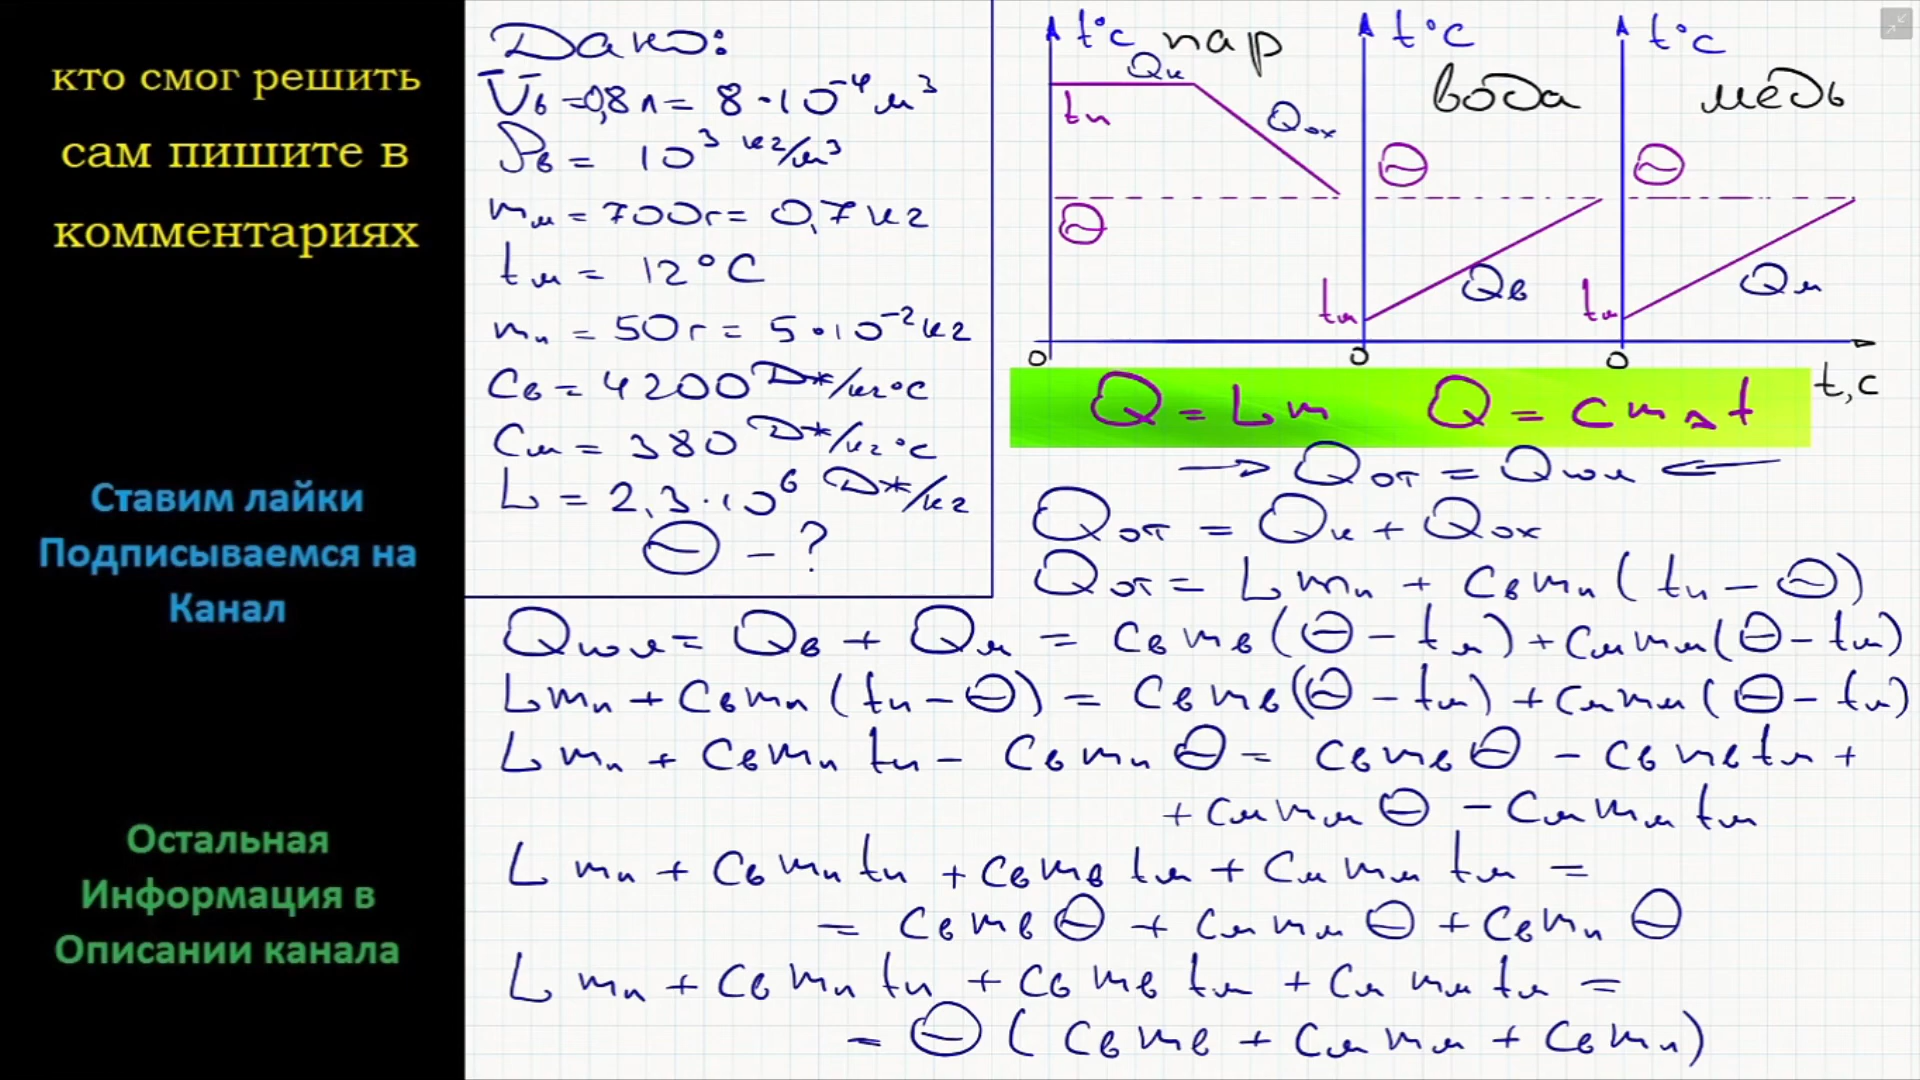 кто смог решить
сам пишите в
комментариях
Ставим лайки
Подписываемся на
Канал
Остальная
Информация в
Описании канала
Дано:
Vв = 0,8 л = 8·10⁻⁴ м³
ρв = 10³ кг/м³
mм = 700г = 0,7 кг
tм = 12°C
mп = 50г = 5·10⁻² кг
Cв = 4200 Дж/кг°C
Cм = 380 Дж/кг°C
L = 2,3·10⁶ Дж/кг
Θ – ?
t°C пар
Qк
tп
Qох
Θ
0
t°C
вода
Θ
Qв
tм
0
t°C
медь
Θ
Qм
tм
0
t,c
Q = Lm Q = cmΔt
→ Qот = Qпол ←
Qот = Qк + Qох
Qот = Lmп + Cвmп(tп – Θ)
Qпол = Qв + Qм = Cвmв(Θ – tм) + Cмmм(Θ – tм)
Lmп + Cвmп(tп – Θ) = Cвmв(Θ – tм) + Cмmм(Θ – tм)
Lmп + Cвmпtп – CвmпΘ = CвmвΘ – Cвmвtм +
+ CмmмΘ – Cмmмtм
Lmп + Cвmпtп + Cвmвtм + Cмmмtм =
= CвmвΘ + CмmмΘ + CвmпΘ
Lmп + Cвmпtп + Cвmвtм + Cмmмtм =
= Θ(Cвmв + Cмmм + Cвmп)